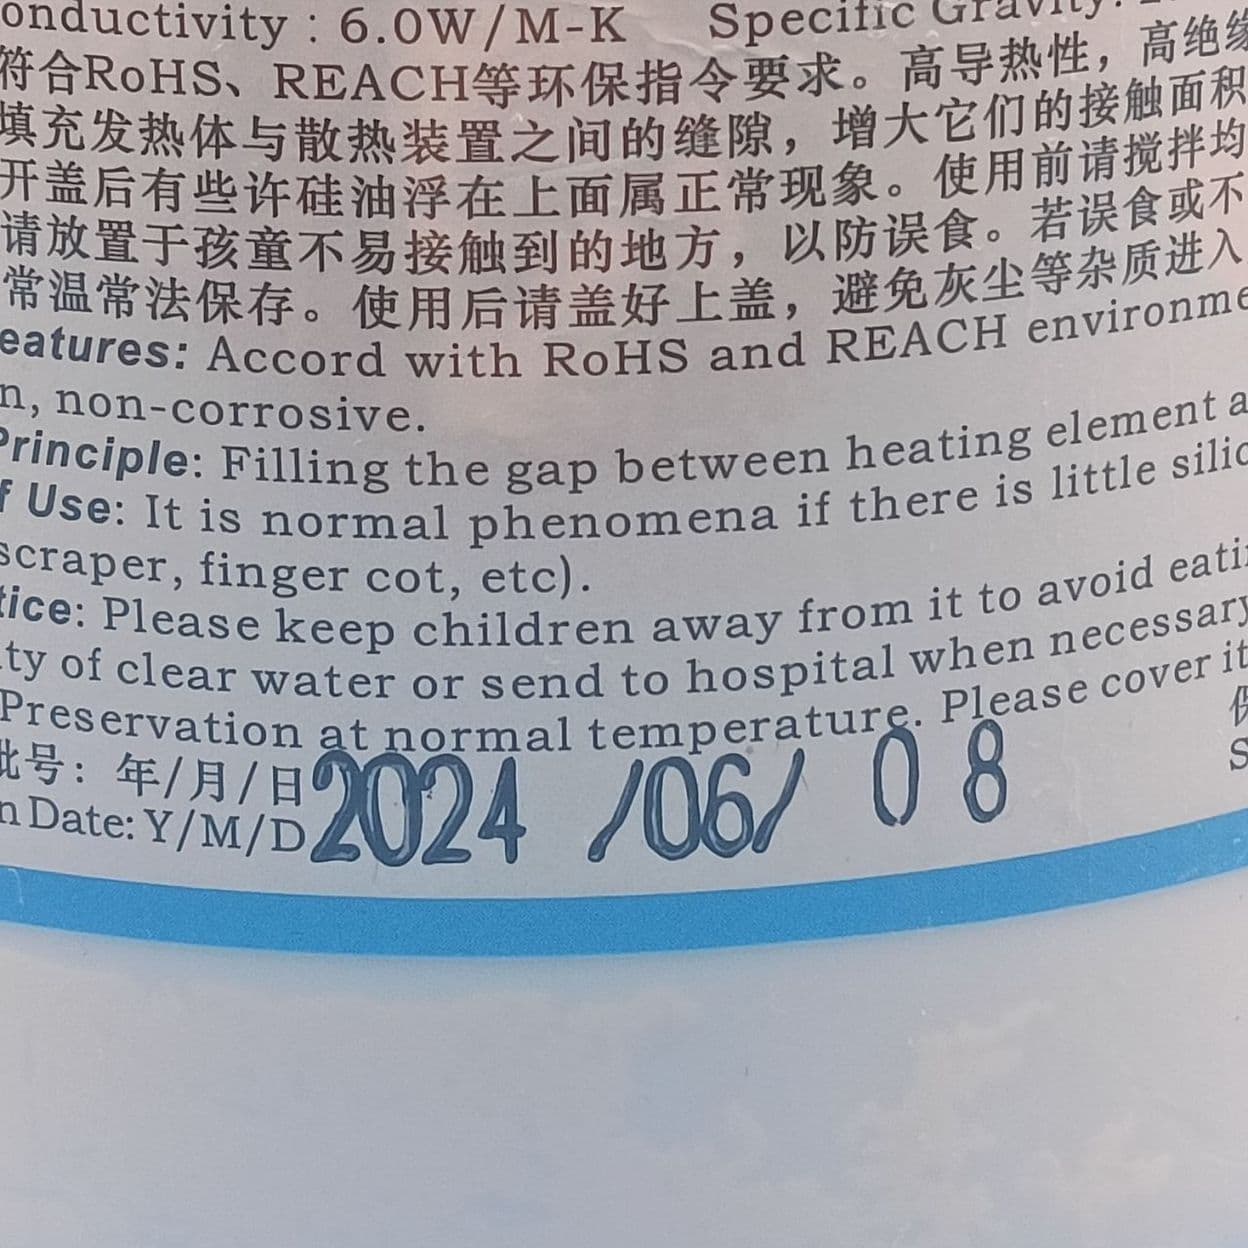 onductivity : 6.0W/M-K Specific Gravity:
符合RoHS、REACH等环保指令要求。高导热性，高绝缘
填充发热体与散热装置之间的缝隙，增大它们的接触面积
开盖后有些许硅油浮在上面属正常现象。使用前请搅拌均
请放置于孩童不易接触到的地方，以防误食。若误食或不
常温常法保存。使用后请盖好上盖，避免灰尘等杂质进入
eatures: Accord with RoHS and REACH environme
n, non-corrosive.
Principle: Filling the gap between heating element a
f Use: It is normal phenomena if there is little silic
scraper, finger cot, etc).
tice: Please keep children away from it to avoid eati
ty of clear water or send to hospital when necessary
Preservation at normal temperature. Please cover it
批号：年/月/日 2024 /06/ 08
n Date: Y/M/D
保
S